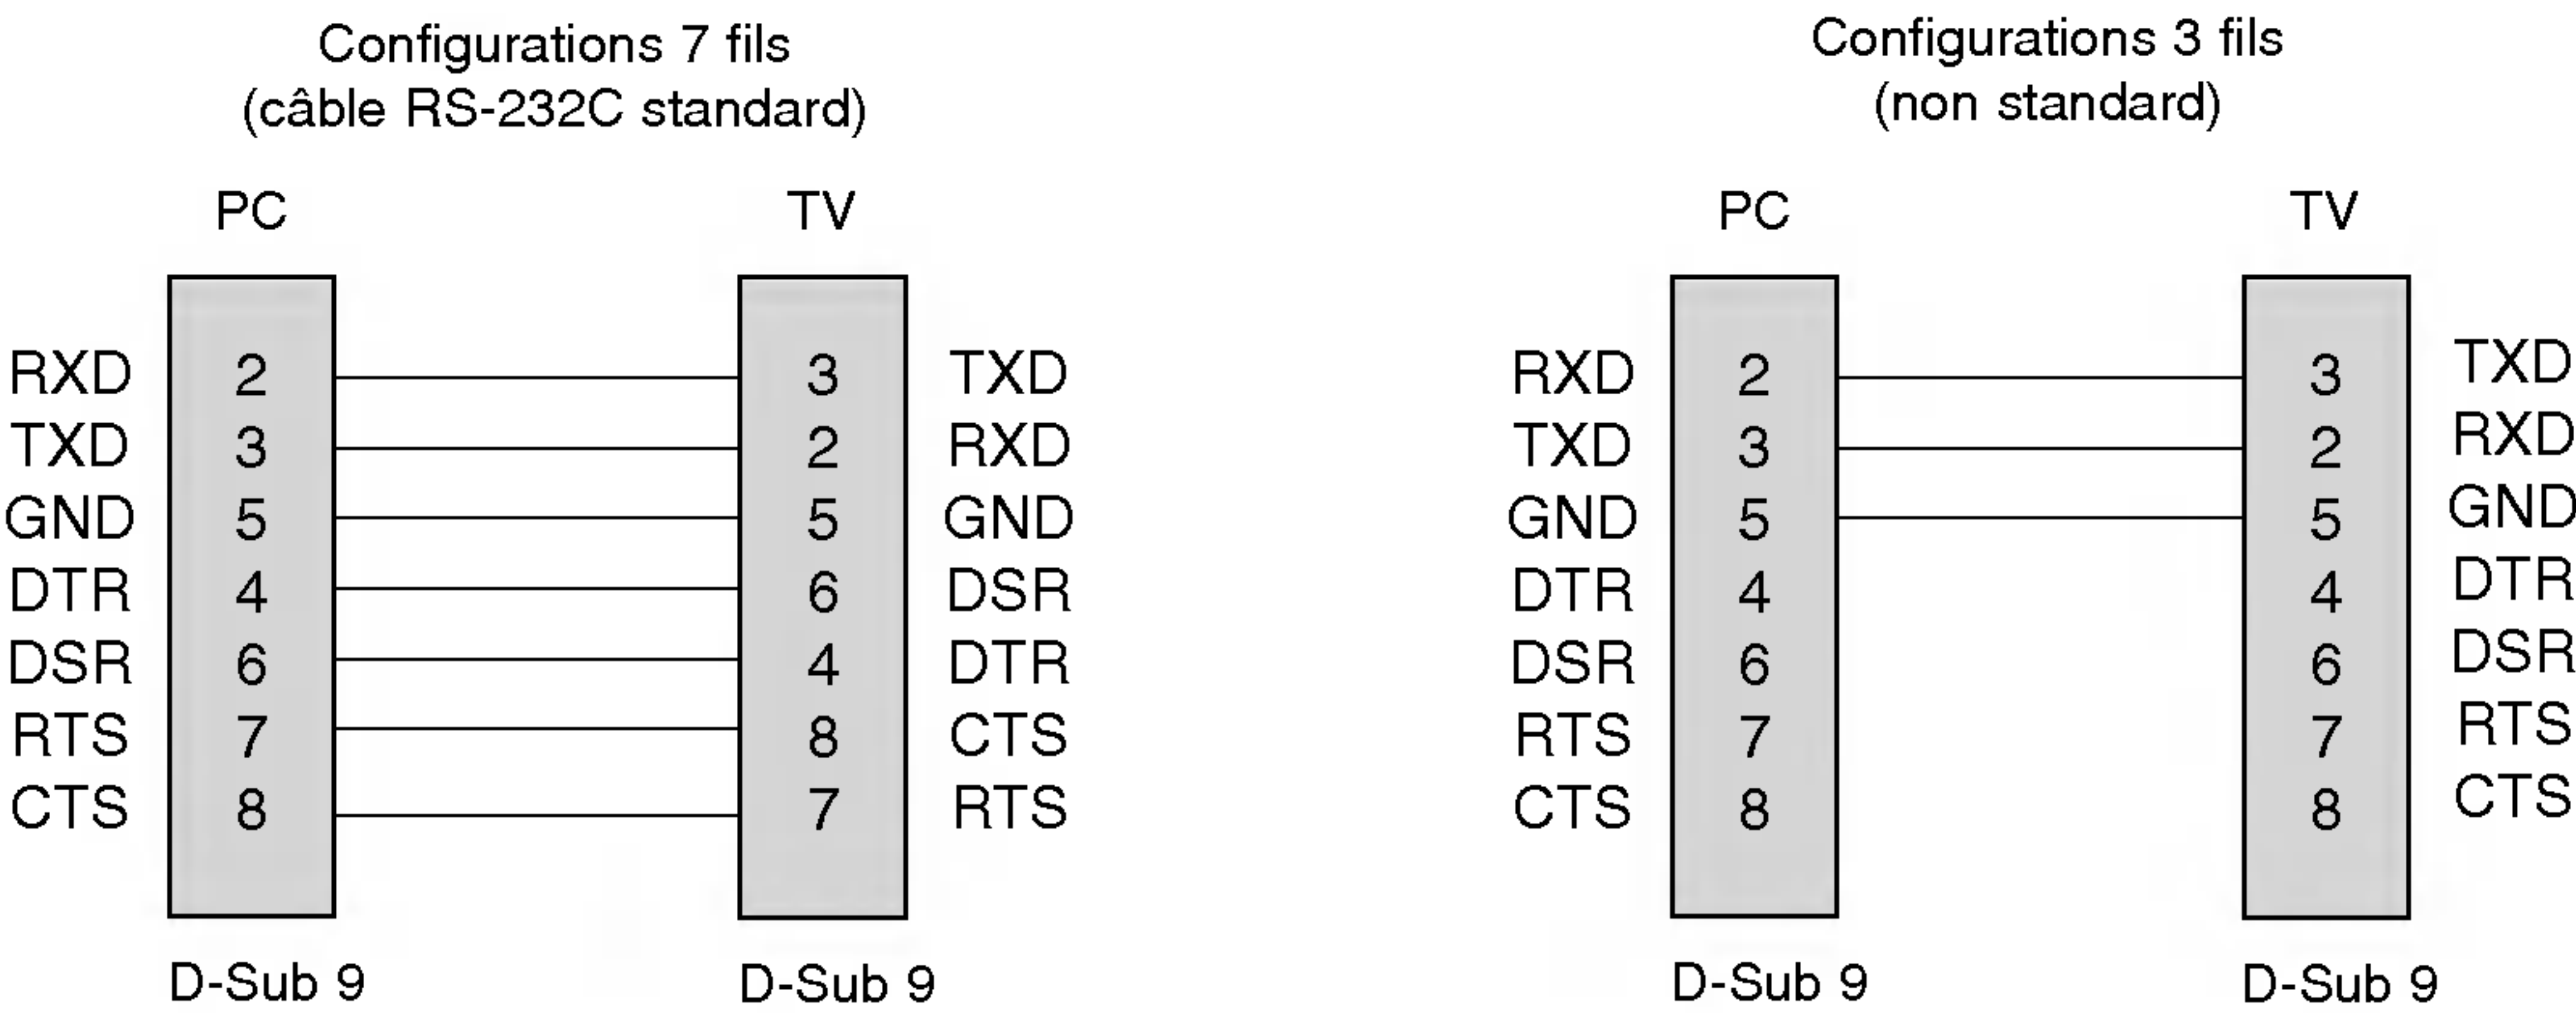 Configurations 7 fils
(câble RS-232C standard)
PC TV
RXD 2 3 TXD
TXD 3 2 RXD
GND 5 5 GND
DTR 4 6 DSR
DSR 6 4 DTR
RTS 7 8 CTS
CTS 8 7 RTS
D-Sub 9 D-Sub 9
Configurations 3 fils
(non standard)
PC TV
RXD 2 3 TXD
TXD 3 2 RXD
GND 5 5 GND
DTR 4 4 DTR
DSR 6 6 DSR
RTS 7 7 RTS
CTS 8 8 CTS
D-Sub 9 D-Sub 9